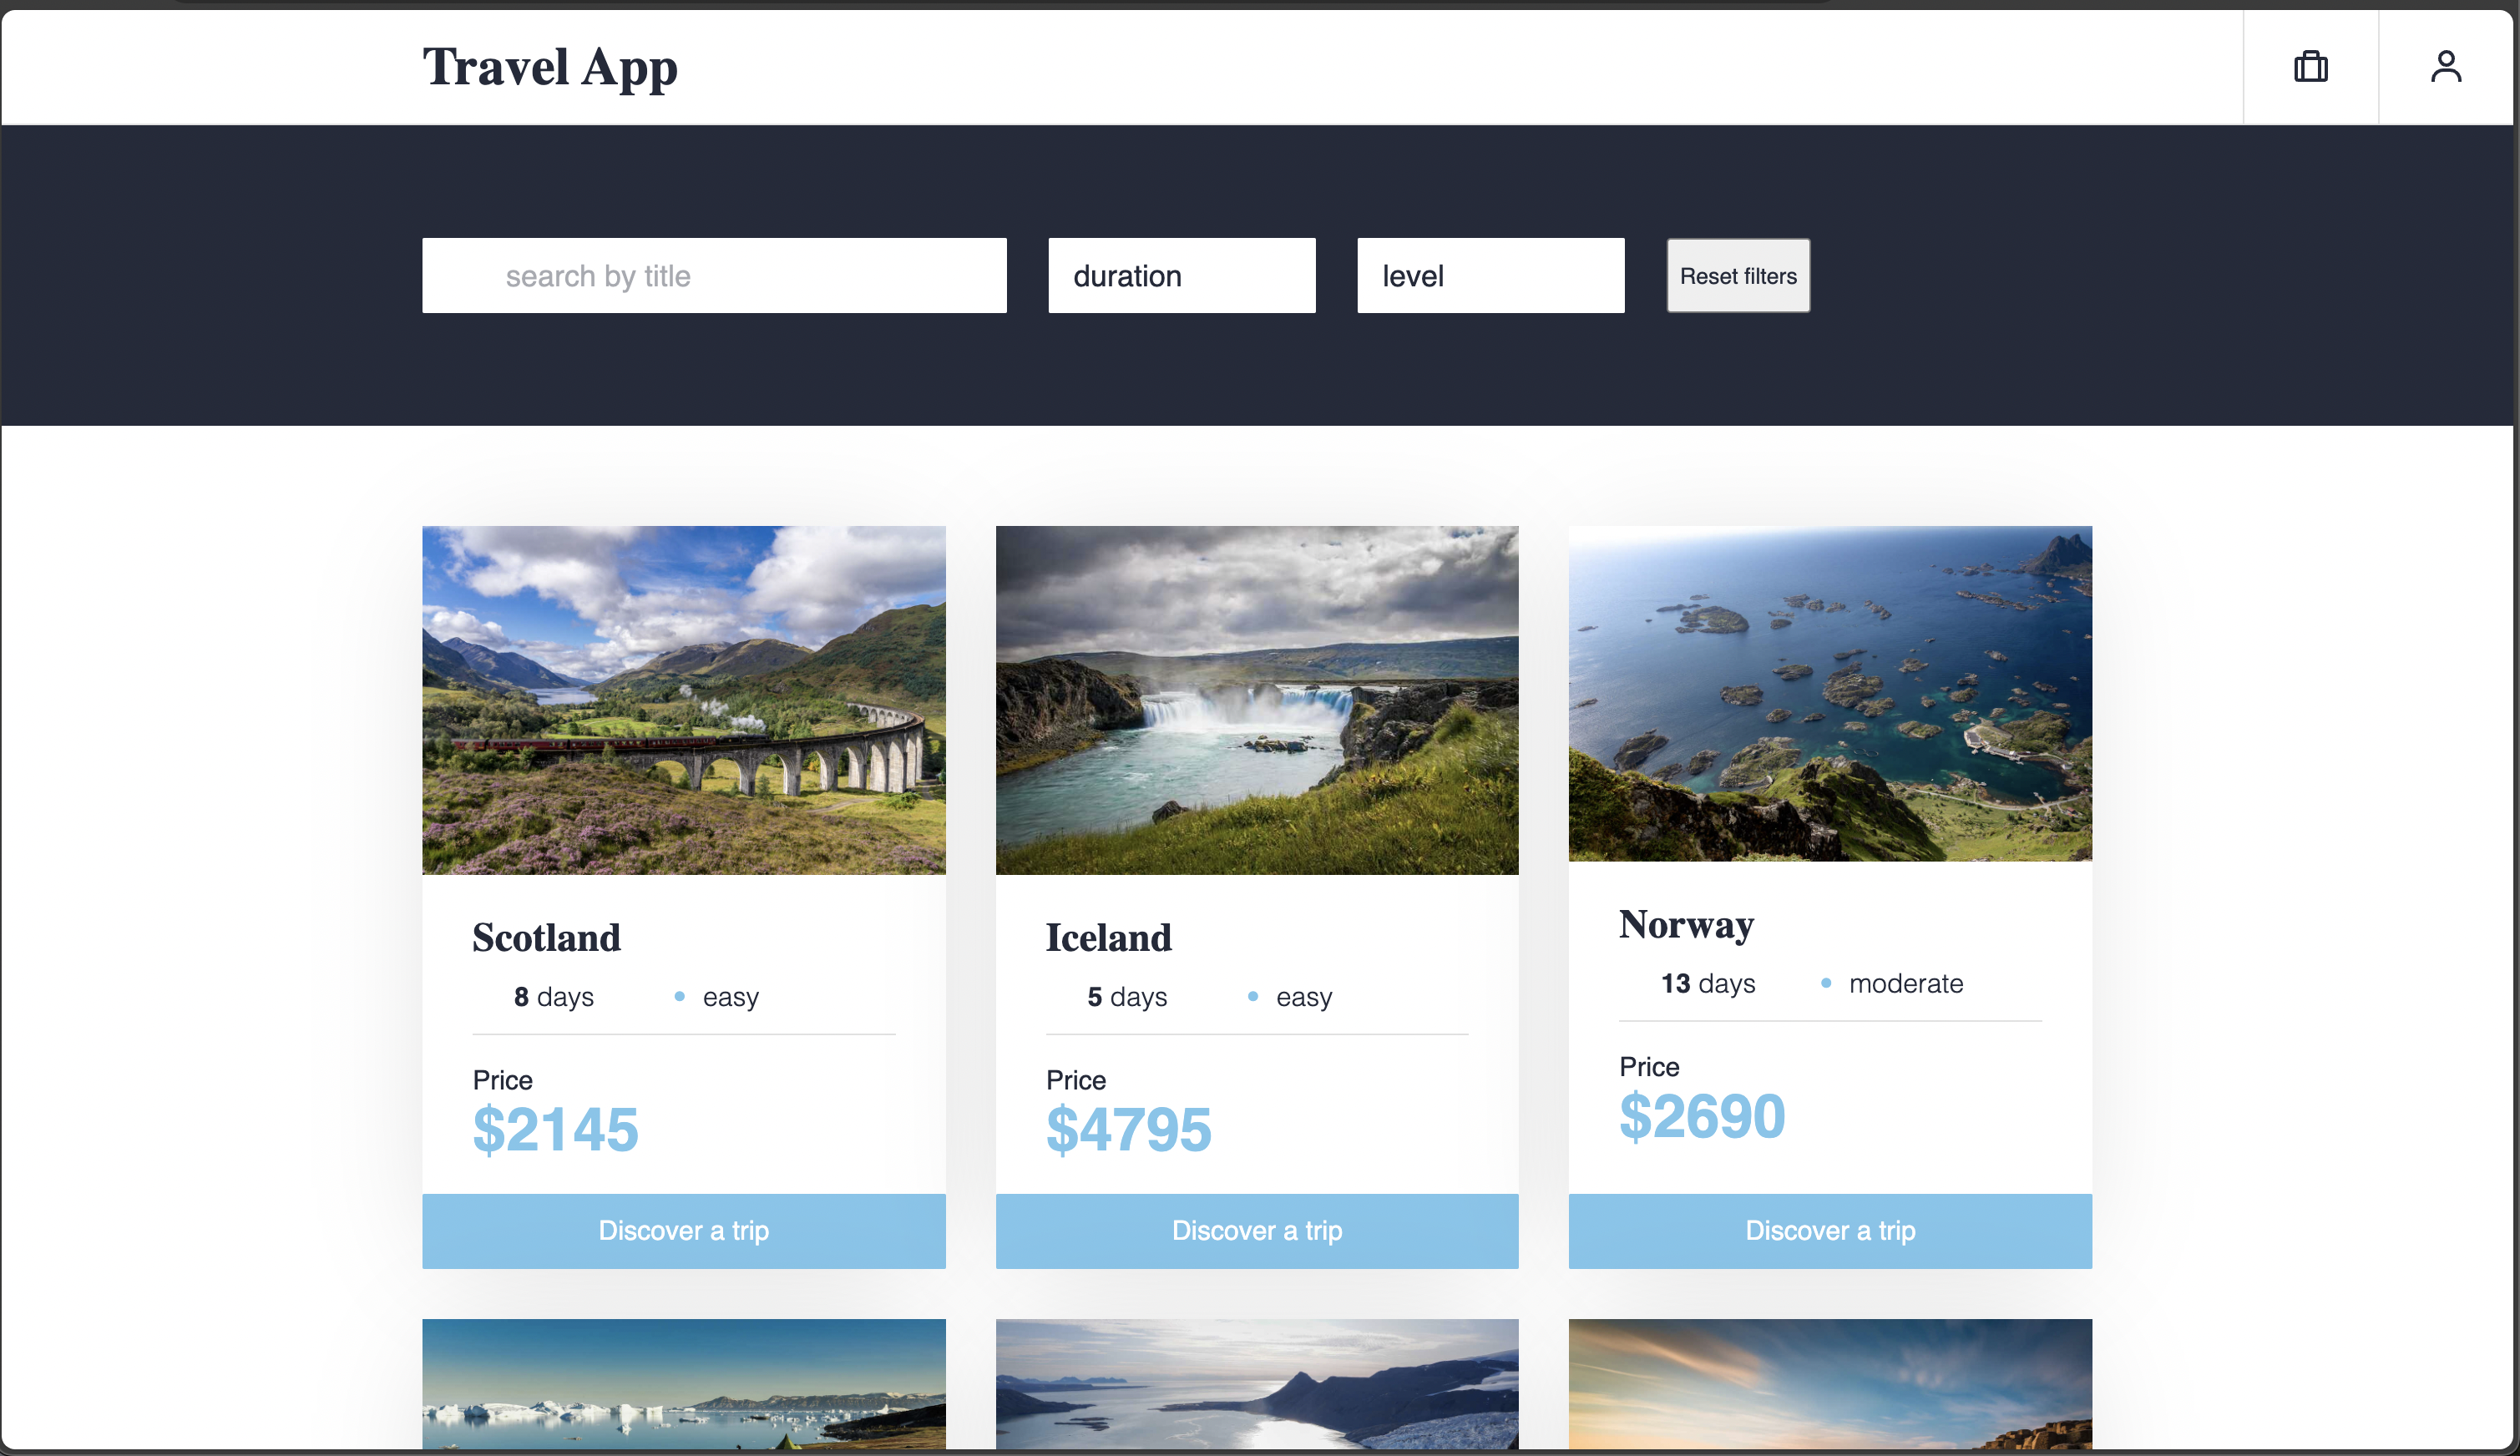 Travel App
search by title
duration
level
Reset filters
Scotland
8 days
easy
Price
$2145
Discover a trip
Iceland
5 days
easy
Price
$4795
Discover a trip
Norway
13 days
moderate
Price
$2690
Discover a trip